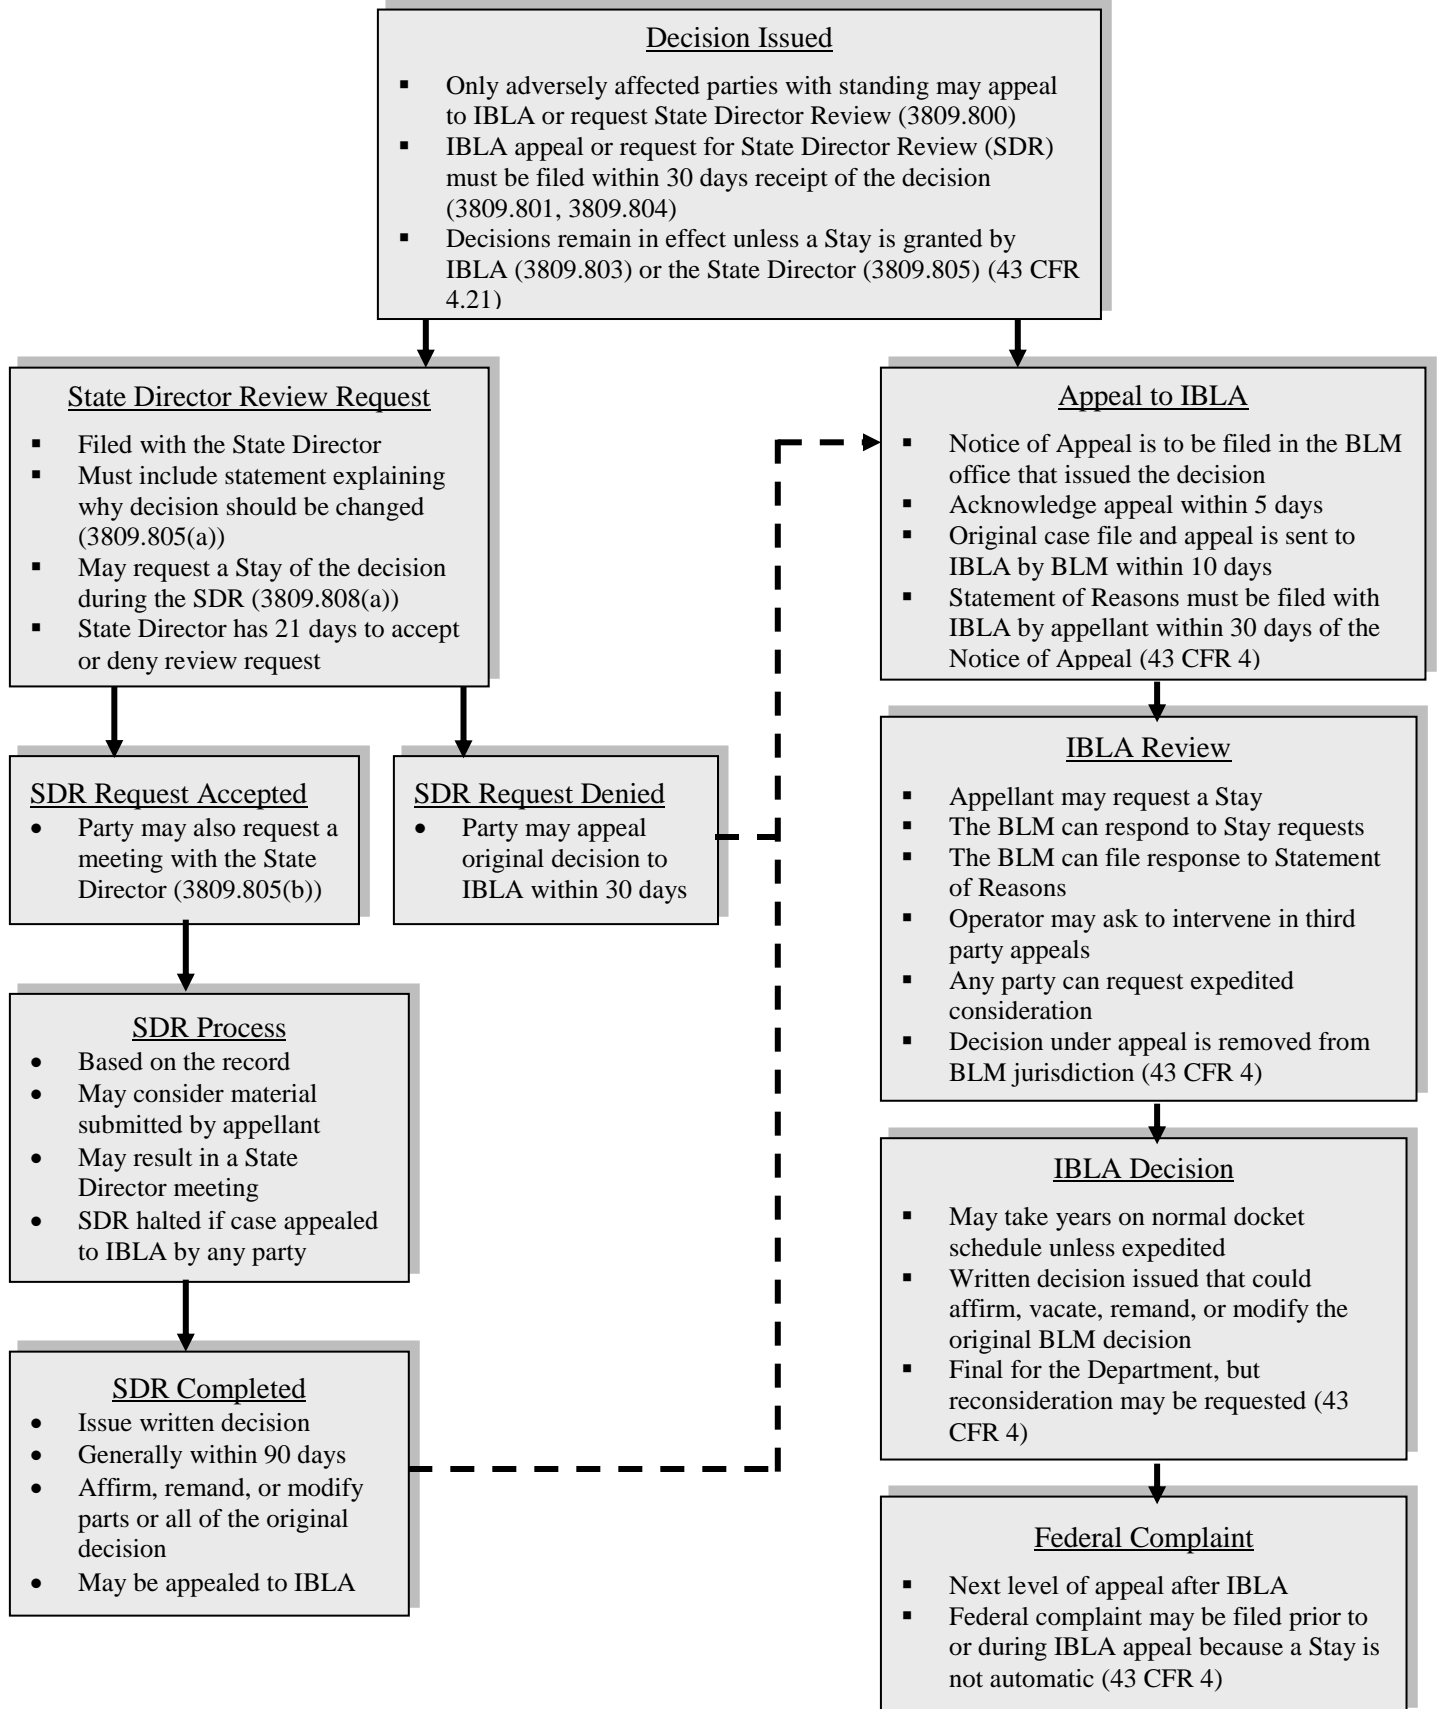 Decision Issued
▪ Only adversely affected parties with standing may appeal
to IBLA or request State Director Review (3809.800)
▪ IBLA appeal or request for State Director Review (SDR)
must be filed within 30 days receipt of the decision
(3809.801, 3809.804)
▪ Decisions remain in effect unless a Stay is granted by
IBLA (3809.803) or the State Director (3809.805) (43 CFR
4.21)
State Director Review Request
▪ Filed with the State Director
▪ Must include statement explaining
why decision should be changed
(3809.805(a))
▪ May request a Stay of the decision
during the SDR (3809.808(a))
▪ State Director has 21 days to accept
or deny review request
SDR Request Accepted
• Party may also request a
meeting with the State
Director (3809.805(b))
SDR Request Denied
• Party may appeal
original decision to
IBLA within 30 days
SDR Process
• Based on the record
• May consider material
submitted by appellant
• May result in a State
Director meeting
• SDR halted if case appealed
to IBLA by any party
SDR Completed
• Issue written decision
• Generally within 90 days
• Affirm, remand, or modify
parts or all of the original
decision
• May be appealed to IBLA
Appeal to IBLA
▪ Notice of Appeal is to be filed in the BLM
office that issued the decision
▪ Acknowledge appeal within 5 days
▪ Original case file and appeal is sent to
IBLA by BLM within 10 days
▪ Statement of Reasons must be filed with
IBLA by appellant within 30 days of the
Notice of Appeal (43 CFR 4)
IBLA Review
▪ Appellant may request a Stay
▪ The BLM can respond to Stay requests
▪ The BLM can file response to Statement
of Reasons
▪ Operator may ask to intervene in third
party appeals
▪ Any party can request expedited
consideration
▪ Decision under appeal is removed from
BLM jurisdiction (43 CFR 4)
IBLA Decision
▪ May take years on normal docket
schedule unless expedited
▪ Written decision issued that could
affirm, vacate, remand, or modify the
original BLM decision
▪ Final for the Department, but
reconsideration may be requested (43
CFR 4)
Federal Complaint
▪ Next level of appeal after IBLA
▪ Federal complaint may be filed prior to
or during IBLA appeal because a Stay is
not automatic (43 CFR 4)